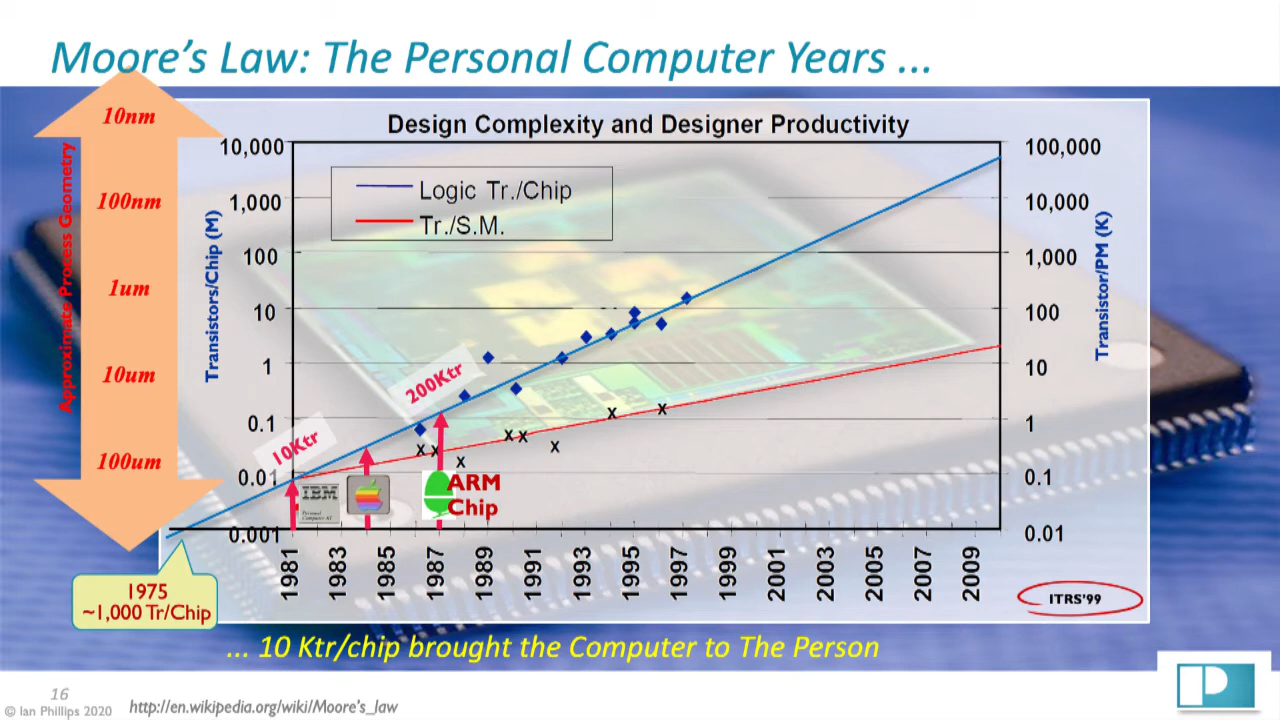 Moore's Law: The Personal Computer Years ...
10nm
100nm
1um
10um
100um
Approximate Process Geometry
Design Complexity and Designer Productivity
Logic Tr./Chip
Tr./S.M.
Transistors/Chip (M)
10,000
1,000
100
10
1
0.1
0.01
0.001
100,000
10,000
1,000
100
10
1
0.1
0.01
Transistor/PM (K)
10Ktr
200Ktr
IBM
Personal
Computer AT
ARM
Chip
1981
1983
1985
1987
1989
1991
1993
1995
1997
1999
2001
2003
2005
2007
2009
ITRS'99
1975
~1,000 Tr/Chip
... 10 Ktr/chip brought the Computer to The Person
16
© Ian Phillips 2020
http://en.wikipedia.org/wiki/Moore's_law
P